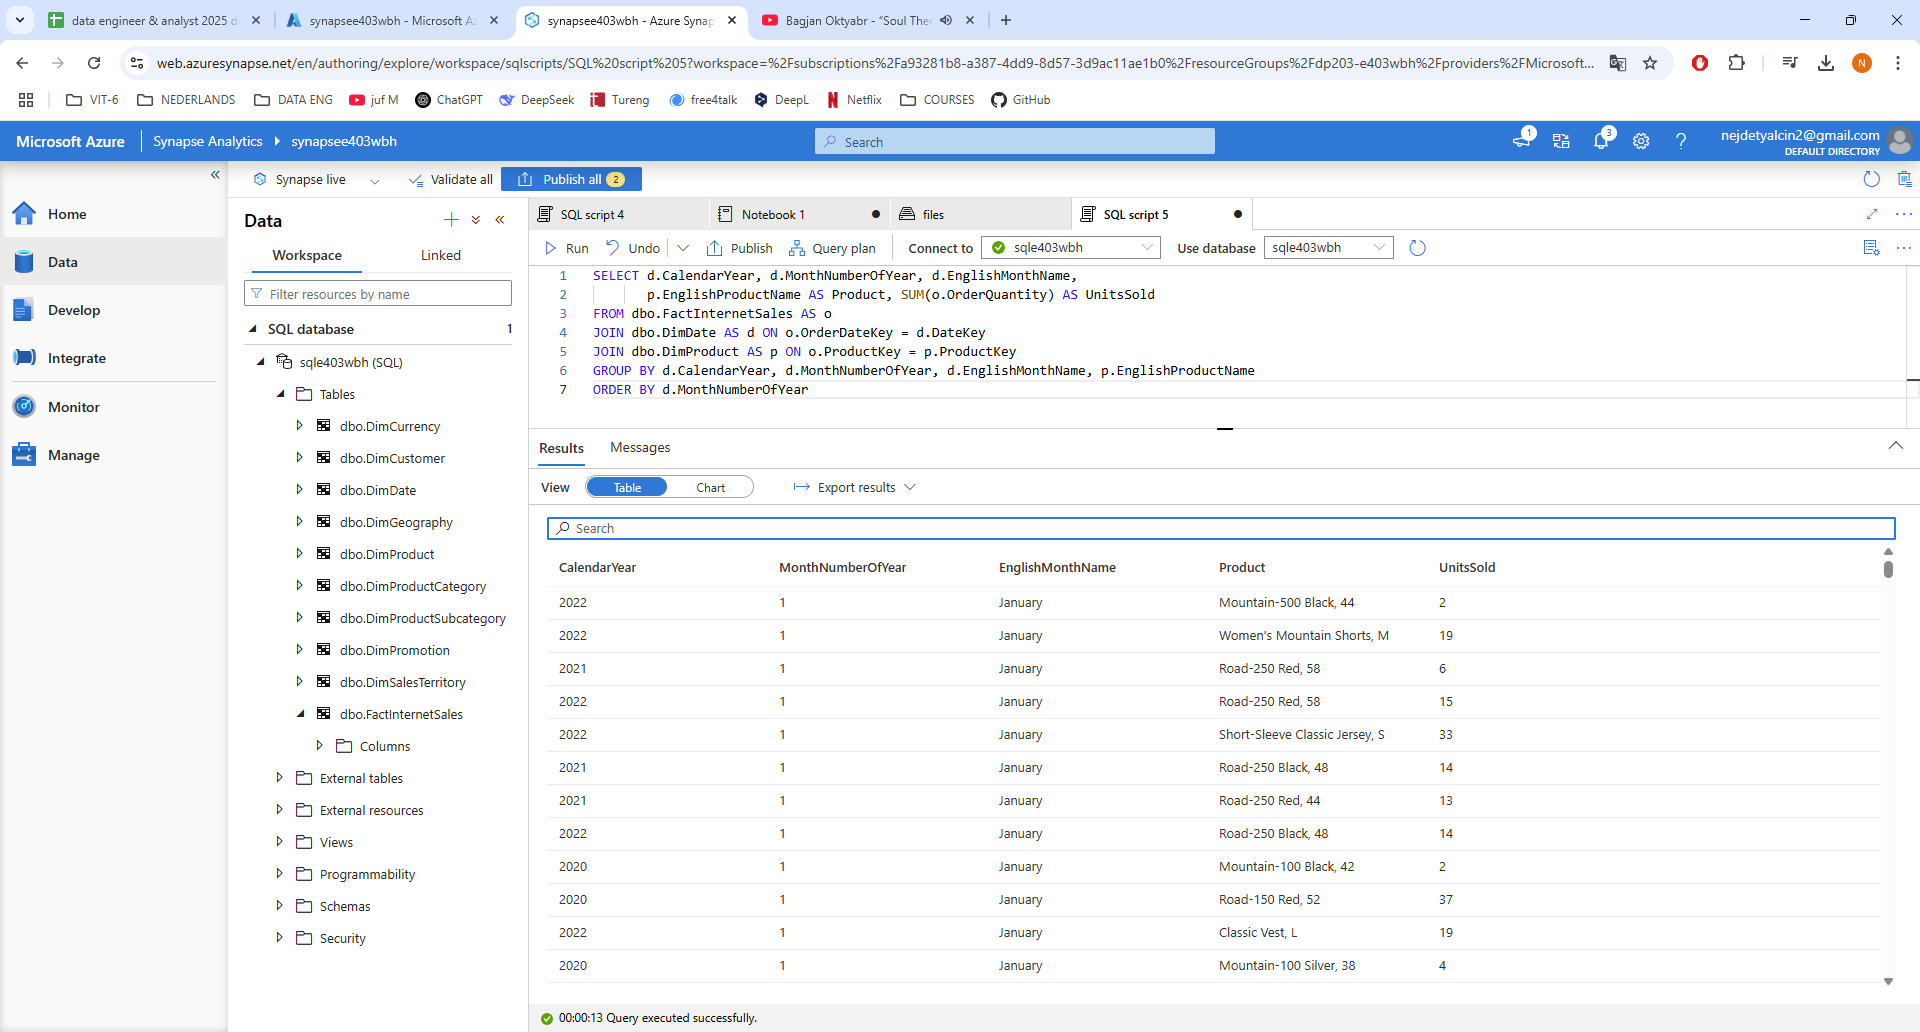 data engineer & analyst 2025 d
synapsee403wbh - Microsoft Az
synapsee403wbh - Azure Synap
Bagjan Oktyabr - "Soul Ther
web.azuresynapse.net/en/authoring/explore/workspace/sqlscripts/SQL%20script%205?workspace=%2Fsubscriptions%2Fa93281b8-a387-4dd9-8d57-3d9ac11ae1b0%2FresourceGroups%2Fdp203-e403wbh%2Fproviders%2FMicrosoft...
N
VIT-6
NEDERLANDS
DATA ENG
juf M
ChatGPT
DeepSeek
Tureng
free4talk
DeepL
Netflix
COURSES
GitHub
Microsoft Azure
Synapse Analytics
synapsee403wbh
Search
1
3
nejdetyalcin2@gmail.com
DEFAULT DIRECTORY
Home
Data
Develop
Integrate
Monitor
Manage
Synapse live
Validate all
Publish all
2
Data
Workspace
Linked
Filter resources by name
SQL database
1
sqle403wbh (SQL)
Tables
dbo.DimCurrency
dbo.DimCustomer
dbo.DimDate
dbo.DimGeography
dbo.DimProduct
dbo.DimProductCategory
dbo.DimProductSubcategory
dbo.DimPromotion
dbo.DimSalesTerritory
dbo.FactInternetSales
Columns
External tables
External resources
Views
Programmability
Schemas
Security
SQL script 4
Notebook 1
files
SQL script 5
Run
Undo
Publish
Query plan
Connect to
sqle403wbh
Use database
sqle403wbh
1 SELECT d.CalendarYear, d.MonthNumberOfYear, d.EnglishMonthName,
2 p.EnglishProductName AS Product, SUM(o.OrderQuantity) AS UnitsSold
3 FROM dbo.FactInternetSales AS o
4 JOIN dbo.DimDate AS d ON o.OrderDateKey = d.DateKey
5 JOIN dbo.DimProduct AS p ON o.ProductKey = p.ProductKey
6 GROUP BY d.CalendarYear, d.MonthNumberOfYear, d.EnglishMonthName, p.EnglishProductName
7 ORDER BY d.MonthNumberOfYear
Results
Messages
View
Table
Chart
Export results
Search
CalendarYear MonthNumberOfYear EnglishMonthName Product UnitsSold
2022 1 January Mountain-500 Black, 44 2
2022 1 January Women's Mountain Shorts, M 19
2021 1 January Road-250 Red, 58 6
2022 1 January Road-250 Red, 58 15
2022 1 January Short-Sleeve Classic Jersey, S 33
2021 1 January Road-250 Black, 48 14
2021 1 January Road-250 Red, 44 13
2022 1 January Road-250 Black, 48 14
2020 1 January Mountain-100 Black, 42 2
2020 1 January Road-150 Red, 52 37
2022 1 January Classic Vest, L 19
2020 1 January Mountain-100 Silver, 38 4
00:00:13 Query executed successfully.